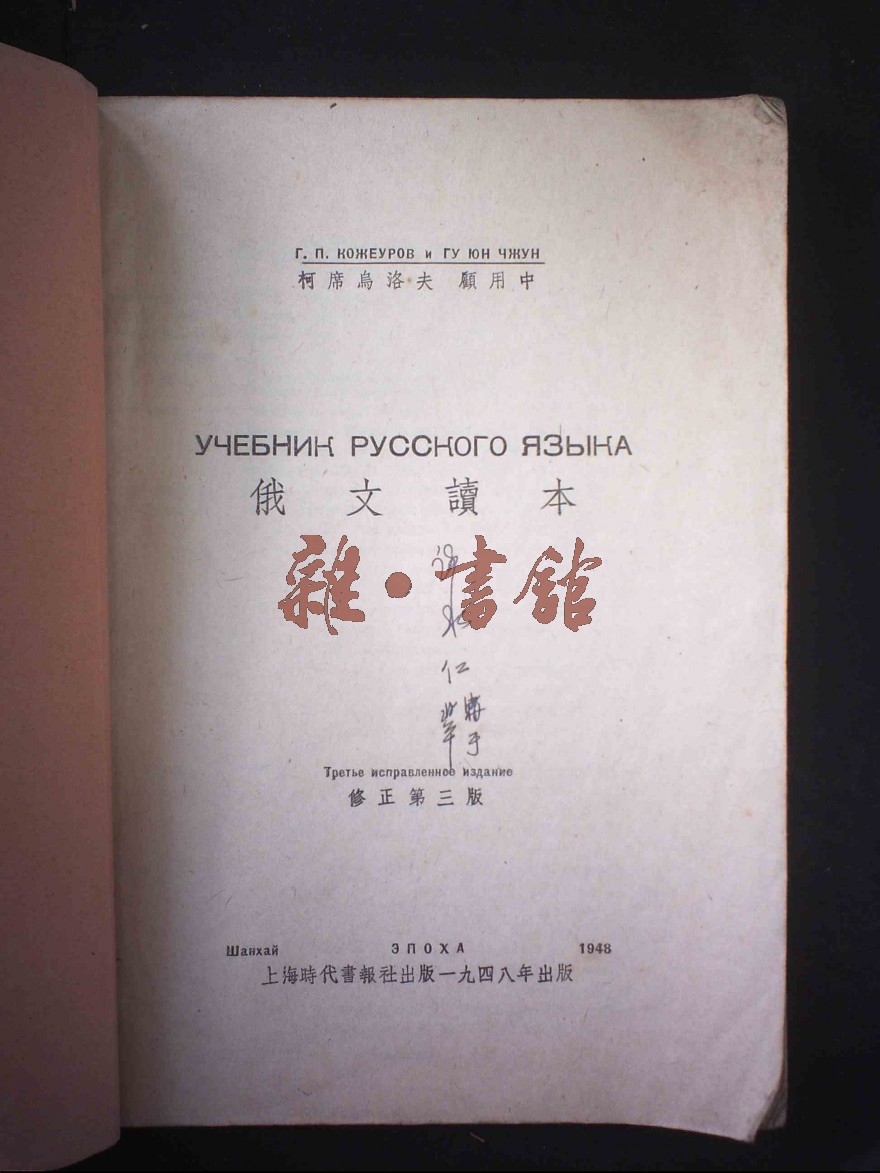 Г. П. КОЖЕУРОВ и ГУ ЮН ЧЖУН
柯席烏洛夫 顧用中
УЧЕБНИК РУССКОГО ЯЗЫКА
俄文讀本
雜·書館
仁
Третье исправленное издание
修正第三版
Шанхай ЭПОХА 1948
上海時代書報社出版一九四八年出版